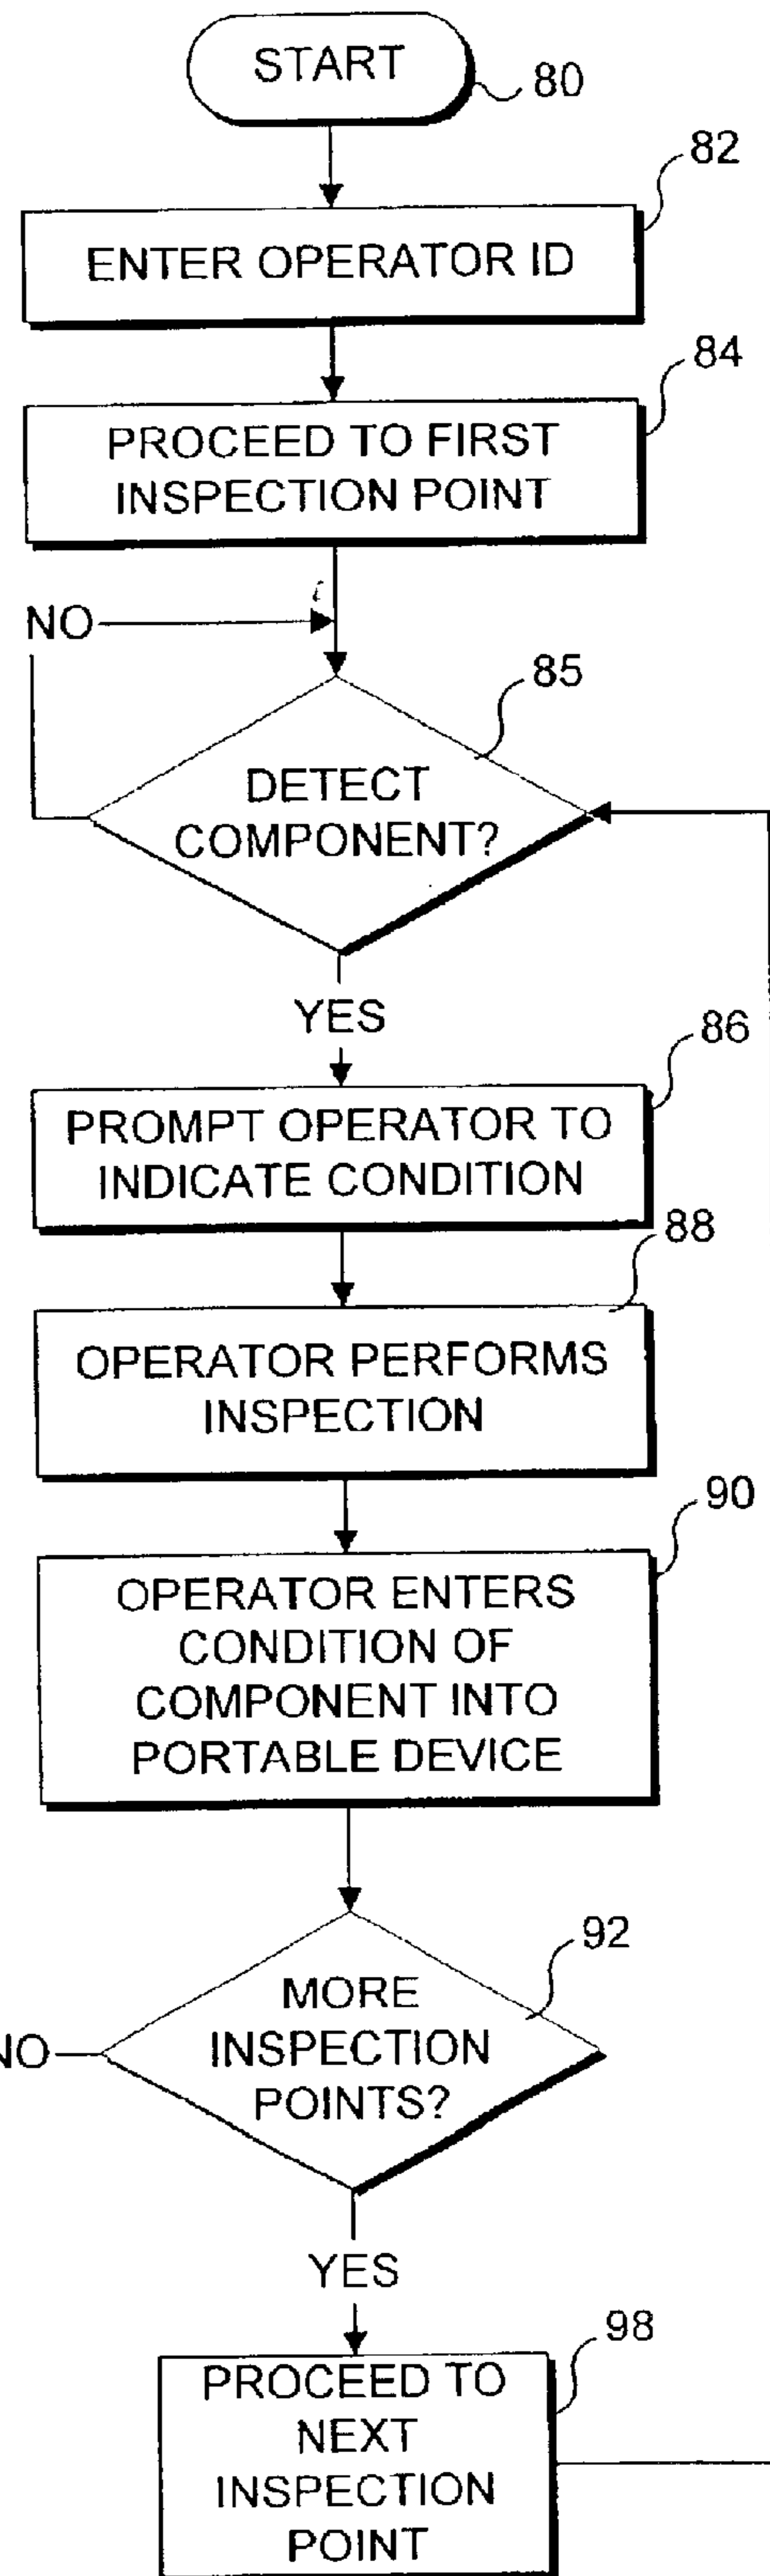 START
80
82
ENTER OPERATOR ID
84
PROCEED TO FIRST
INSPECTION POINT
NO
85
DETECT
COMPONENT?
YES
86
PROMPT OPERATOR TO
INDICATE CONDITION
88
OPERATOR PERFORMS
INSPECTION
90
OPERATOR ENTERS
CONDITION OF
COMPONENT INTO
PORTABLE DEVICE
92
MORE
INSPECTION
POINTS?
NO
YES
98
PROCEED TO
NEXT
INSPECTION
POINT